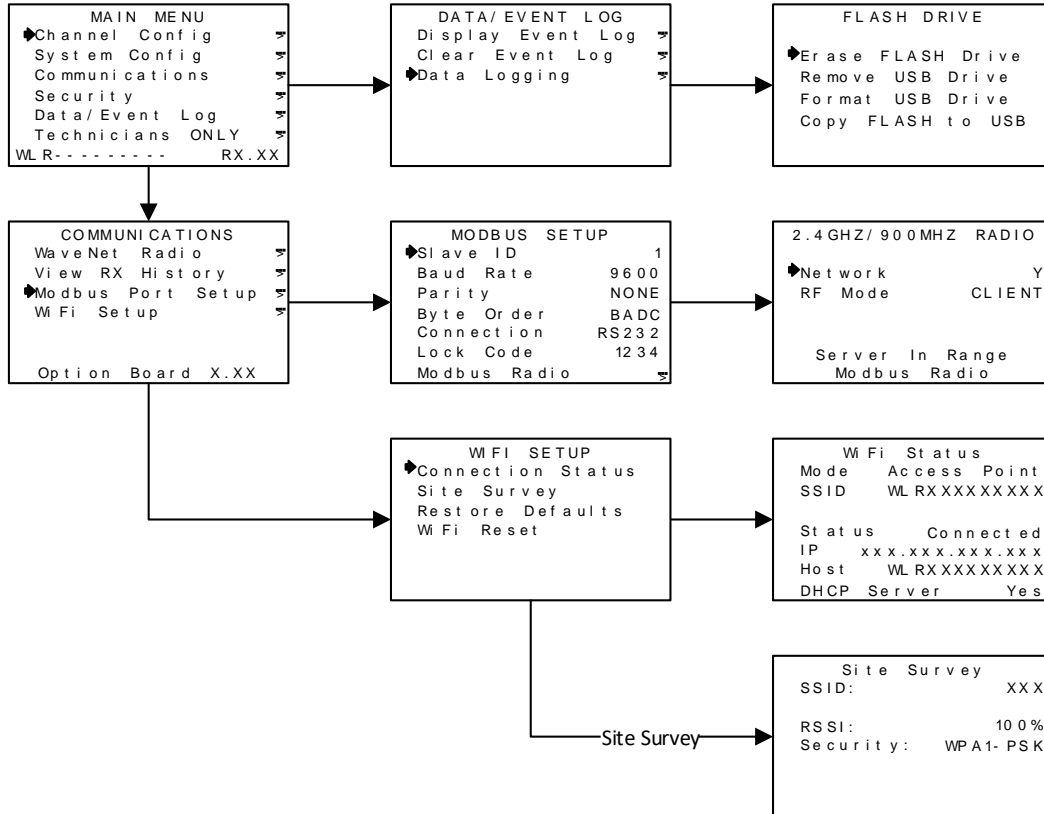 MAIN MENU
Channel Config
System Config
Communications
Security
Data/Event Log
Technicians ONLY
WLR--------- RX.XX
DATA/EVENT LOG
Display Event Log
Clear Event Log
Data Logging
FLASH DRIVE
Erase FLASH Drive
Remove USB Drive
Format USB Drive
Copy FLASH to USB
COMMUNICATIONS
WaveNet Radio
View RX History
Modbus Port Setup
WiFi Setup
Option Board X.XX
MODBUS SETUP
Slave ID 1
Baud Rate 9600
Parity NONE
Byte Order BADC
Connection RS232
Lock Code 1234
Modbus Radio
2.4GHZ/900MHZ RADIO
Network Y
RF Mode CLIENT
Server In Range
Modbus Radio
WIFI SETUP
Connection Status
Site Survey
Restore Defaults
WiFi Reset
WiFi Status
Mode Access Point
SSID WLRXXXXXXXXX
Status Connected
IP xxx.xxx.xxx.xxx
Host WLRXXXXXXXXX
DHCP Server Yes
Site Survey
Site Survey
SSID: XXX
RSSI: 100%
Security: WPA1-PSK